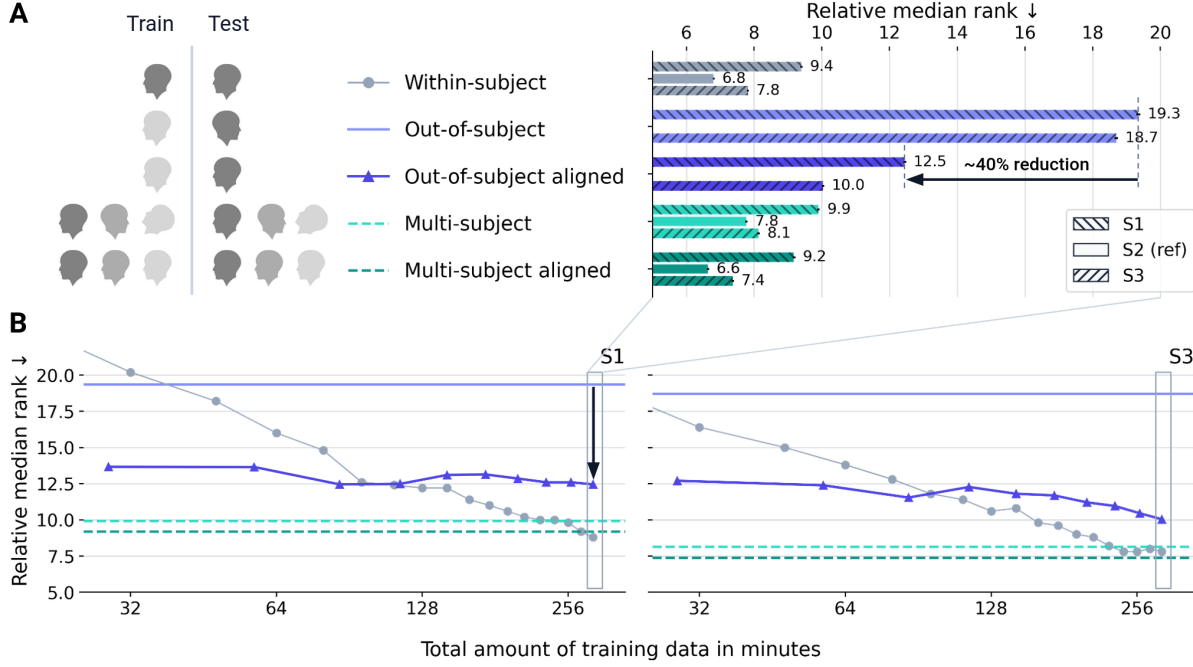 A
Train Test
Within-subject
Out-of-subject
Out-of-subject aligned
Multi-subject
Multi-subject aligned
Relative median rank ↓
6 8 10 12 14 16 18 20
9.4
6.8
7.8
19.3
18.7
12.5
~40% reduction
10.0
9.9
7.8
8.1
9.2
6.6
7.4
S1
S2 (ref)
S3
B
Relative median rank ↓
S1
20.0
17.5
15.0
12.5
10.0
7.5
5.0
32 64 128 256
S3
32 64 128 256
Total amount of training data in minutes